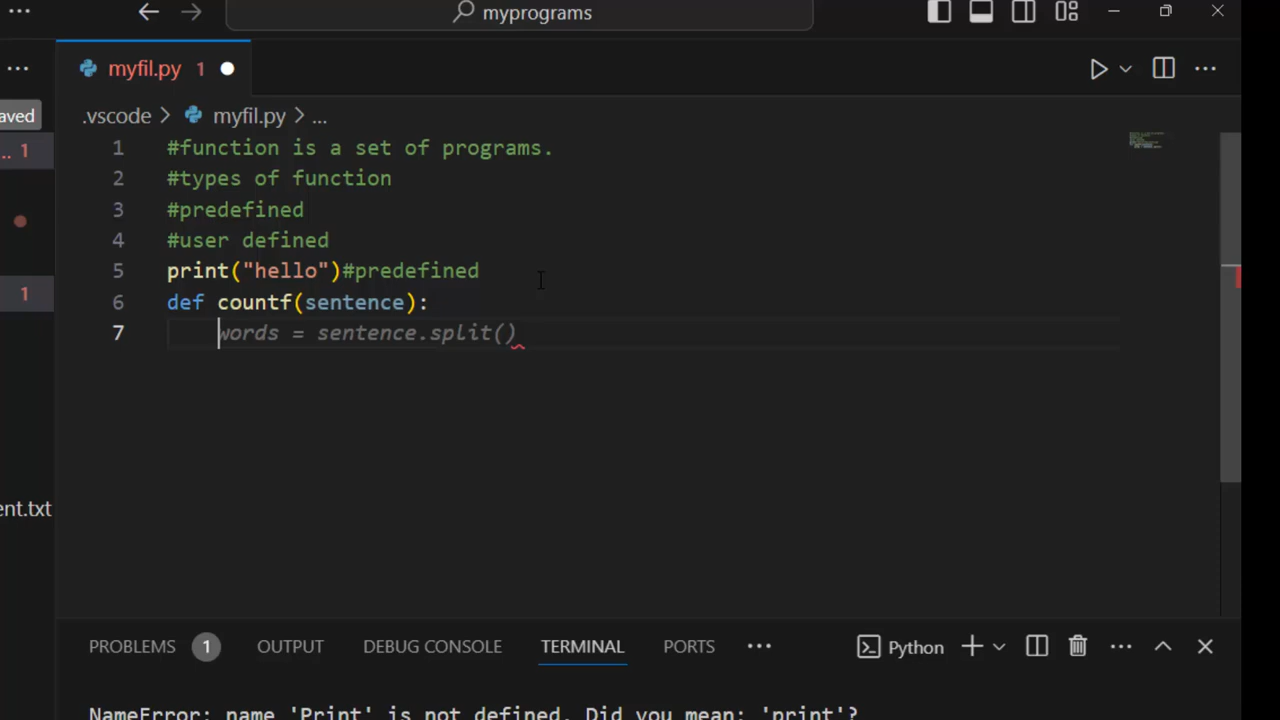 myprograms
myfil.py 1
aved
.vscode > myfil.py > ...
.. 1
1
ent.txt
1 #function is a set of programs.
2 #types of function
3 #predefined
4 #user defined
5 print("hello")#predefined
6 def countf(sentence):
7 words = sentence.split()
PROBLEMS 1 OUTPUT DEBUG CONSOLE TERMINAL PORTS ... Python
NameError: name 'Print' is not defined. Did you mean: 'print'?